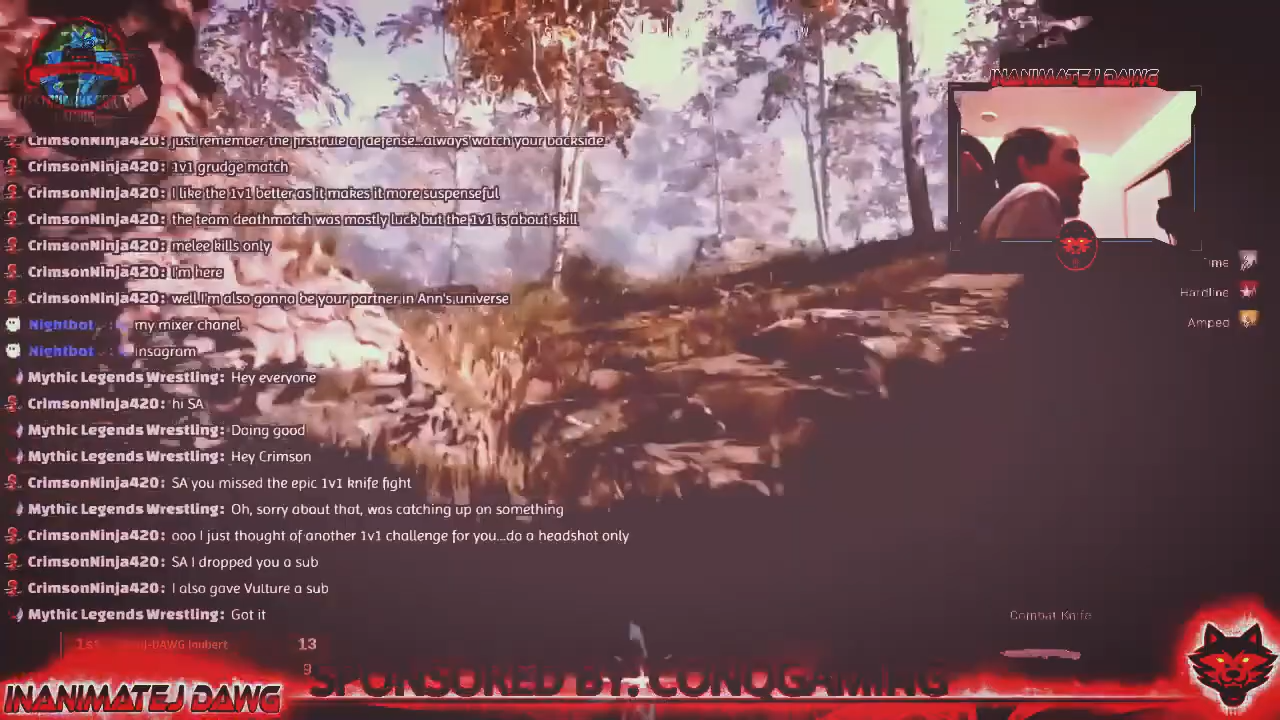 INANIMATEJ DAWG
CrimsonNinja420: just remember the first rule of defense...always watch your backside
CrimsonNinja420: 1v1 grudge match
CrimsonNinja420: I like the 1v1 better as it makes it more suspenseful
CrimsonNinja420: the team deathmatch was mostly luck but the 1v1 is about skill
CrimsonNinja420: melee kills only
CrimsonNinja420: I'm here
CrimsonNinja420: well I'm also gonna be your partner in Ann's universe
Nightbot: my mixer chanel
Nightbot: insagram
Mythic Legends Wrestling: Hey everyone
CrimsonNinja420: hi SA
Mythic Legends Wrestling: Doing good
Mythic Legends Wrestling: Hey Crimson
CrimsonNinja420: SA you missed the epic 1v1 knife fight
Mythic Legends Wrestling: Oh, sorry about that, was catching up on something
CrimsonNinja420: ooo I just thought of another 1v1 challenge for you...do a headshot only
CrimsonNinja420: SA I dropped you a sub
CrimsonNinja420: I also gave Vulture a sub
Mythic Legends Wrestling: Got it
Hardline
Amped
Combat Knife
1st J-DAWG Joubert 13
9
SPONSORED BY: CONQGAMING
INANIMATEJ DAWG